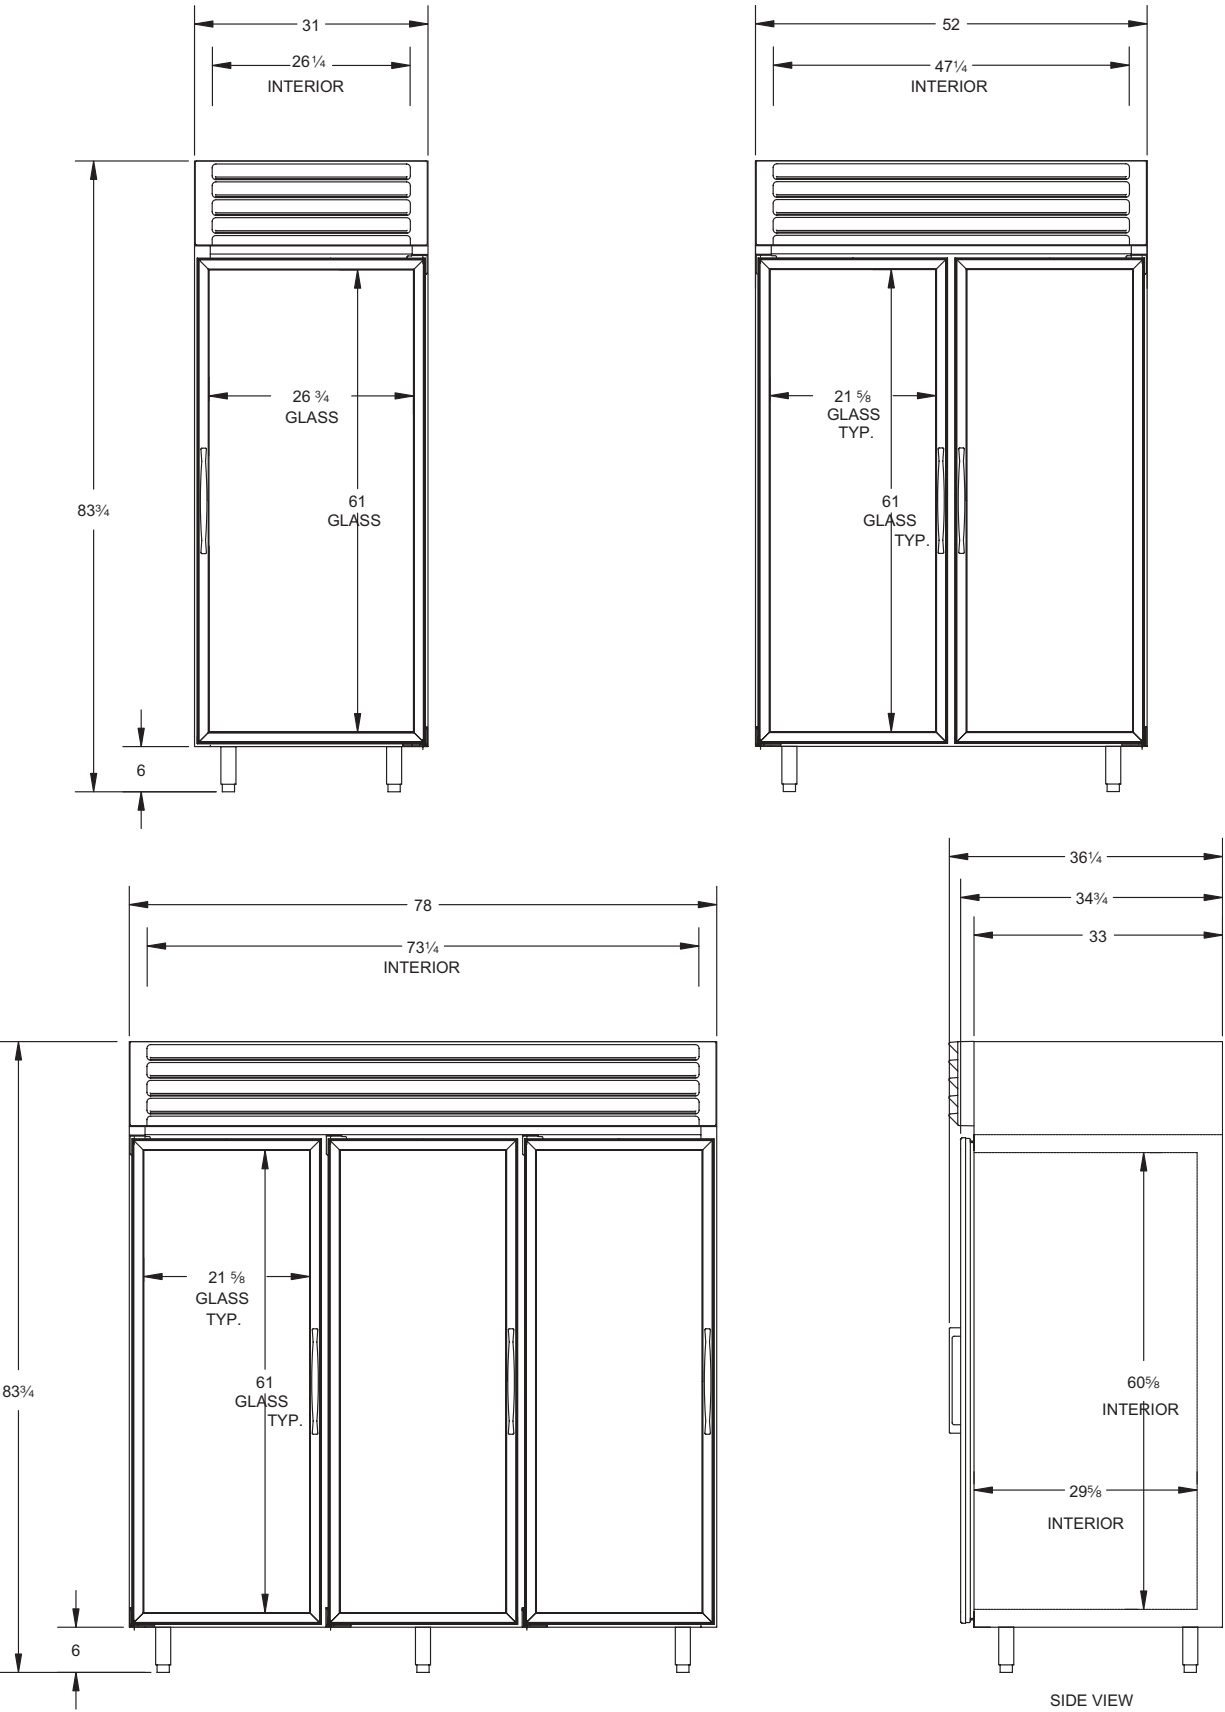 31
26¼
INTERIOR
52
47¼
INTERIOR
26 ¾
GLASS
61
GLASS
83¾
6
21 ⅝
GLASS
TYP.
61
GLASS
TYP.
78
73¼
INTERIOR
21 ⅝
GLASS
TYP.
61
GLASS
TYP.
83¾
6
36¼
34¾
33
60⅝
INTERIOR
29⅝
INTERIOR
SIDE VIEW